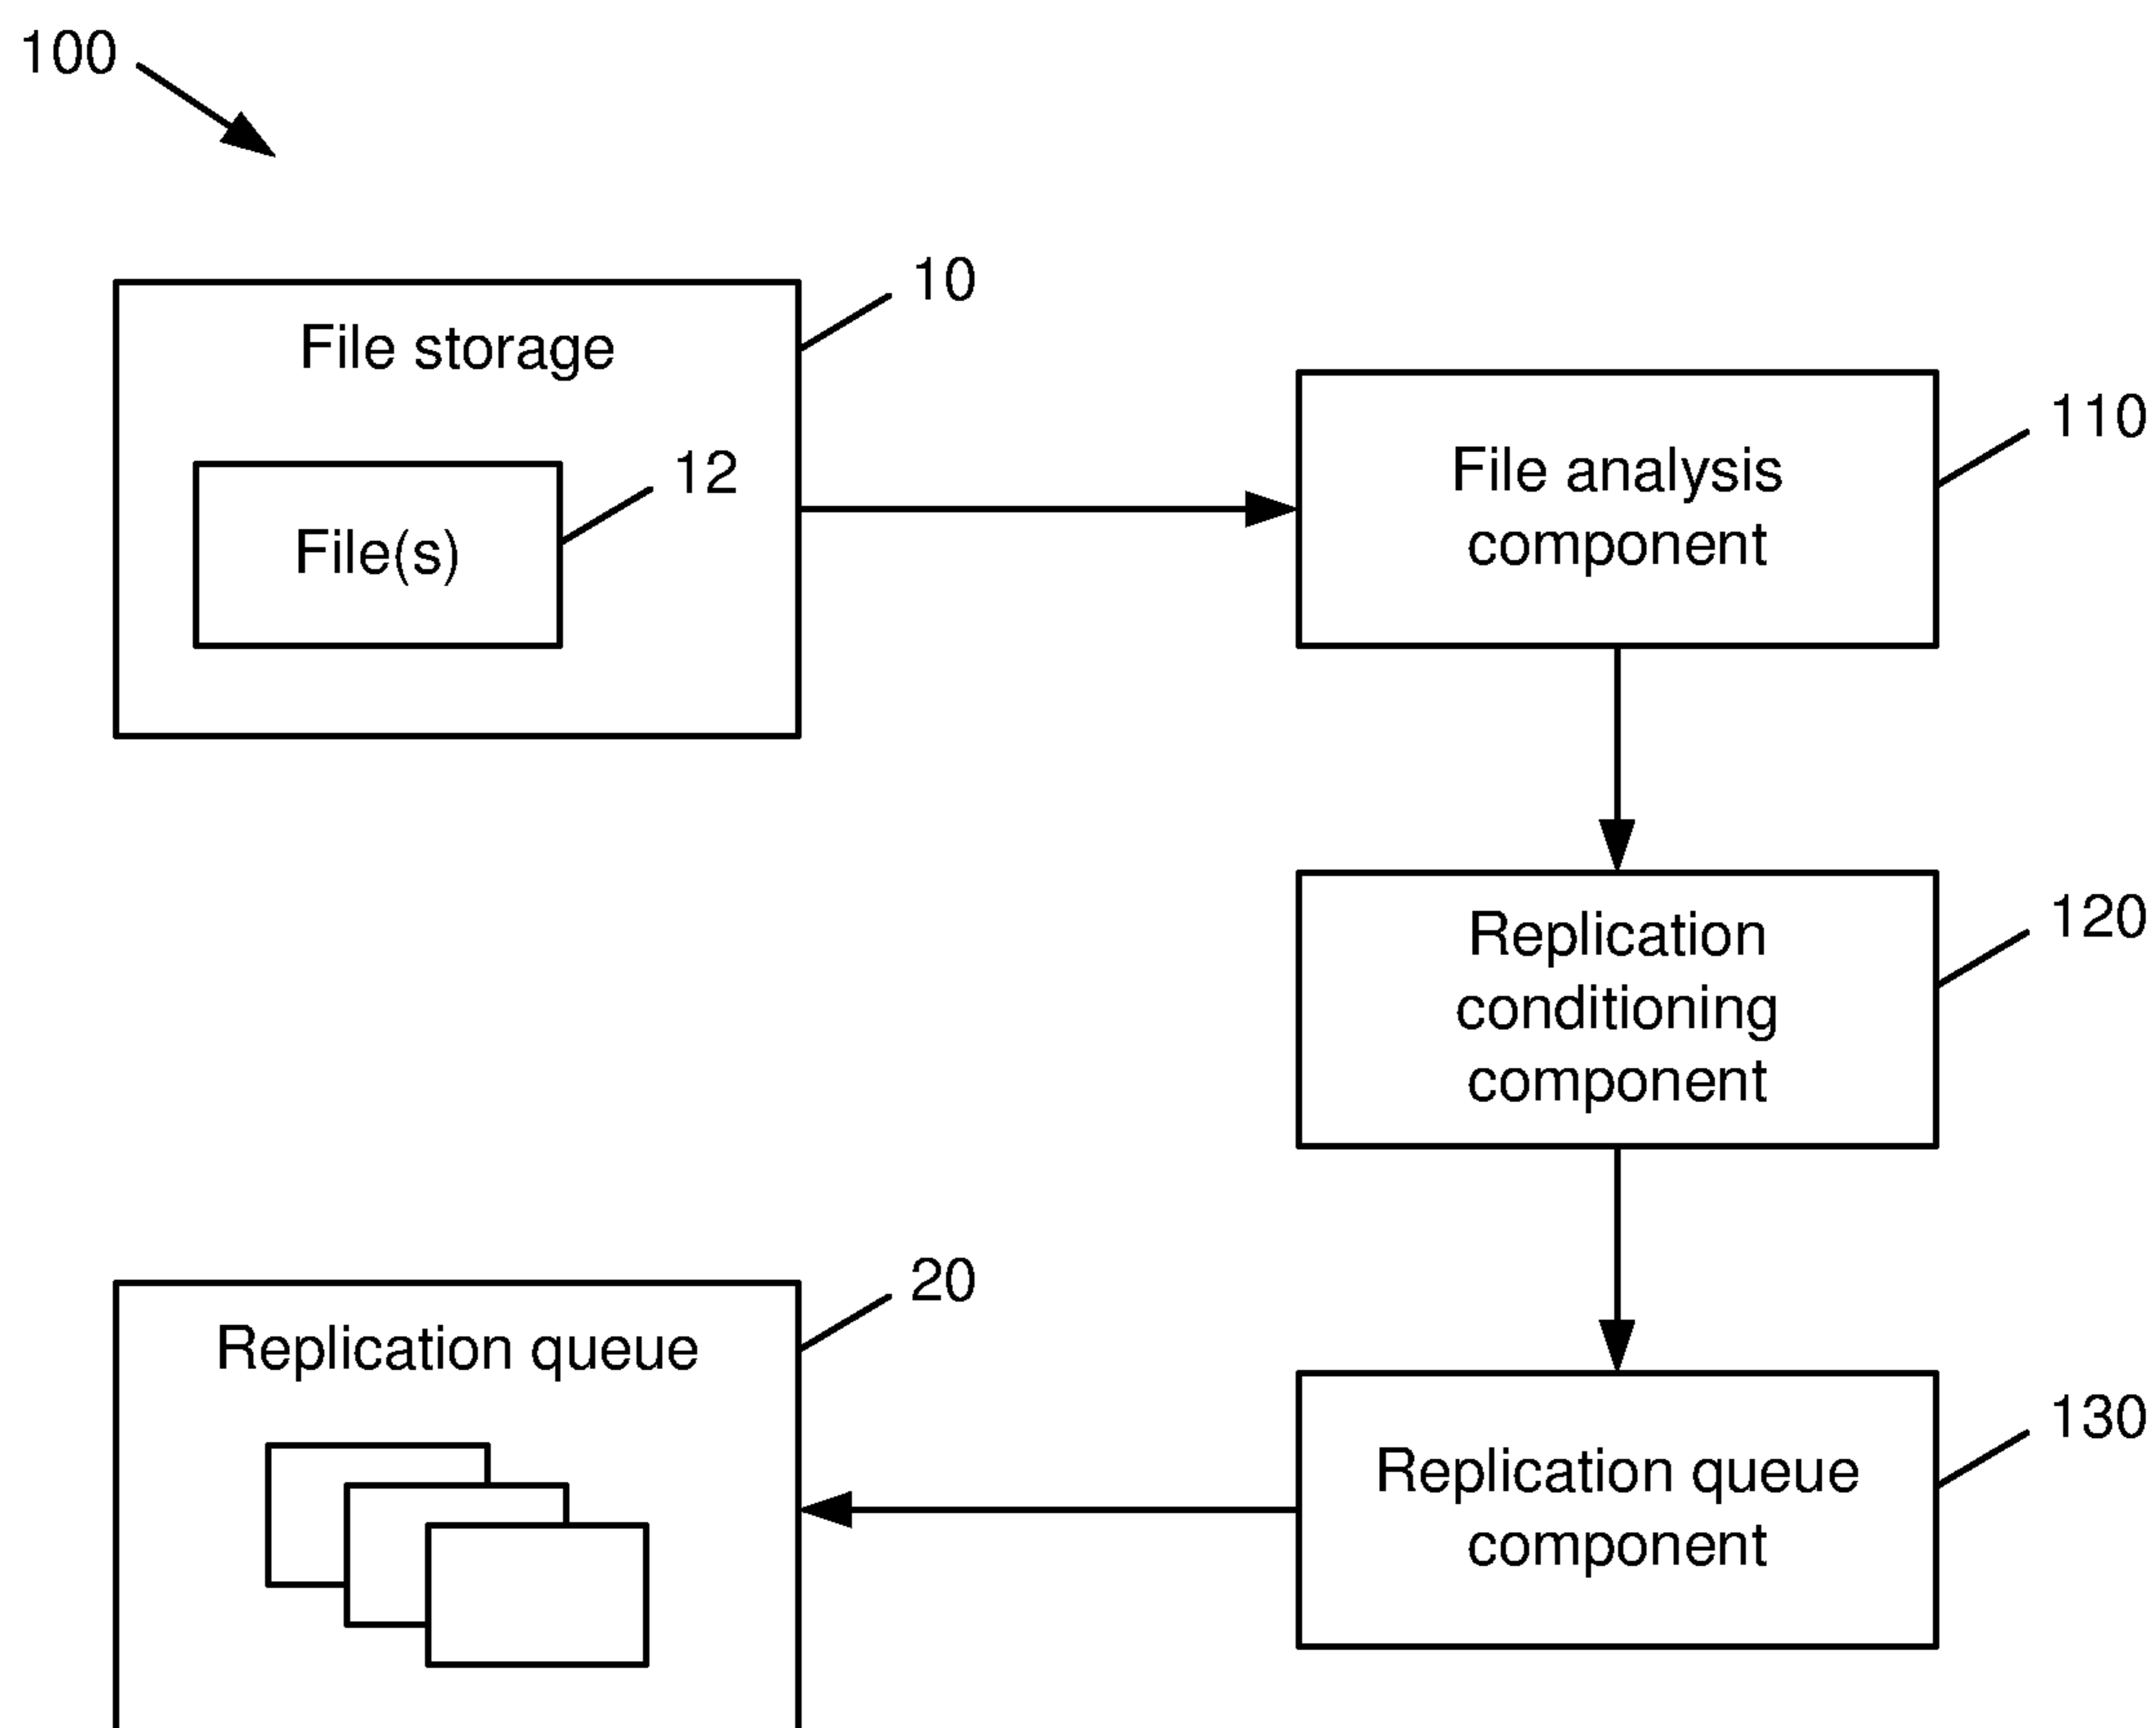 100
10
File storage
12
File(s)
110
File analysis
component
120
Replication
conditioning
component
20
Replication queue
130
Replication queue
component